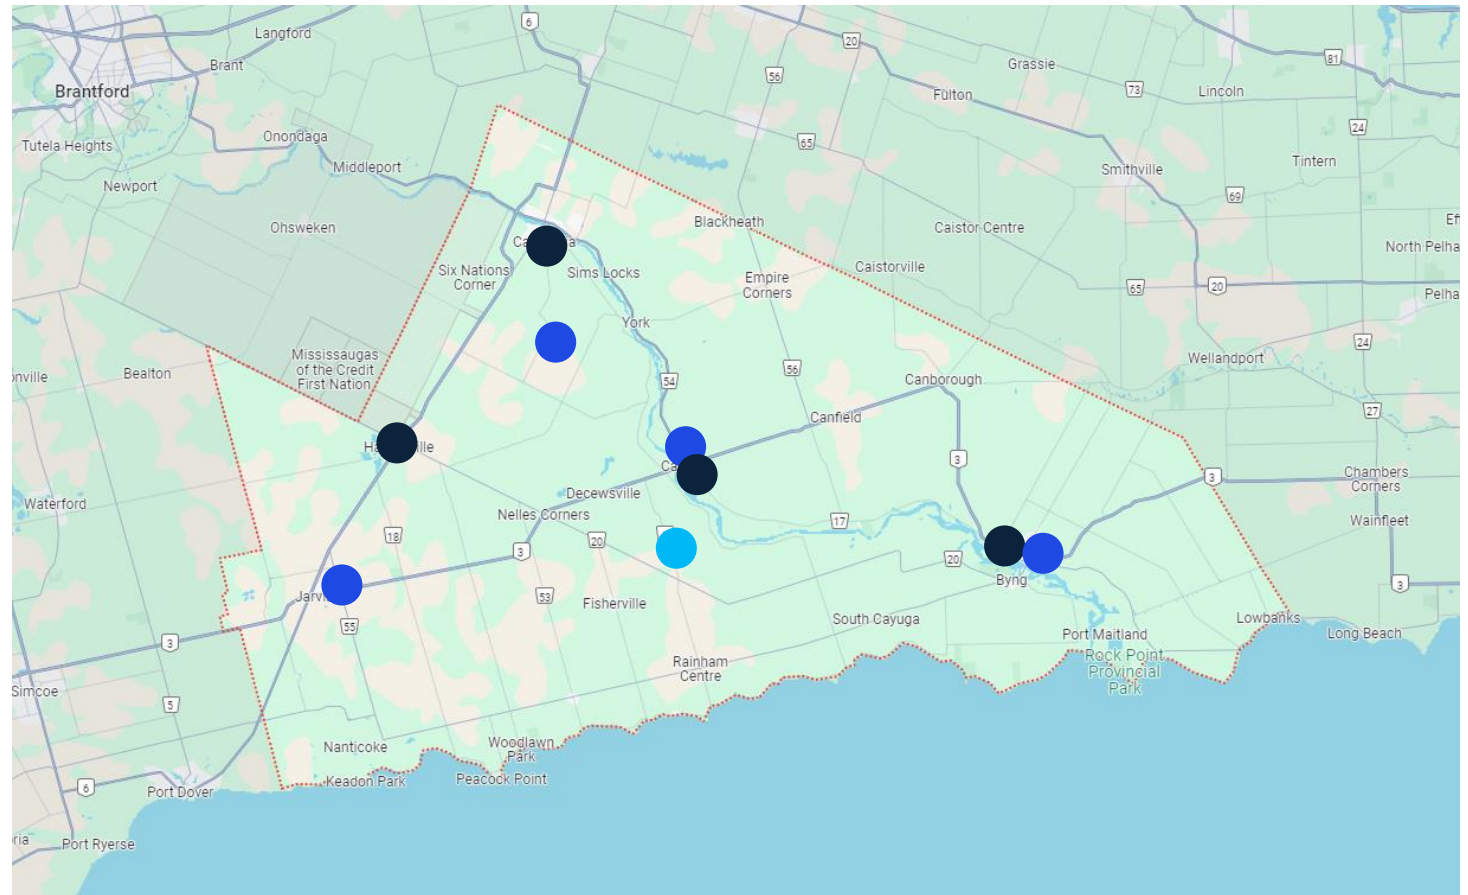 6
Langford
20
Grassie
81
Brant
56
73
Lincoln
Brantford
Fulton
24
Onondaga
65
Tutela Heights
Middleport
Smithville
Tintern
Newport
69
Ohsweken
Blackheath
Caistor Centre
North Pelha
Six Nations
Corner
Sims Locks
Empire
Corners
Caistorville
65
20
Pelha
York
24
Mississaugas
of the Credit
First Nation
Wellandport
Bealton
nville
54
56
Canborough
27
Canfield
3
3
Chambers
Corners
Waterford
Decewsville
Nelles Corners
17
Wainfleet
18
20
3
20
Byng
3
53
Fisherville
55
South Cayuga
Lowbanks
3
Port Maitland
Long Beach
Rock Point
Provincial
Park
Rainham
Centre
Simcoe
5
Nanticoke
Woodlawn
Park
Keadon Park
Peacock Point
6
Port Dover
ria
Port Ryerse